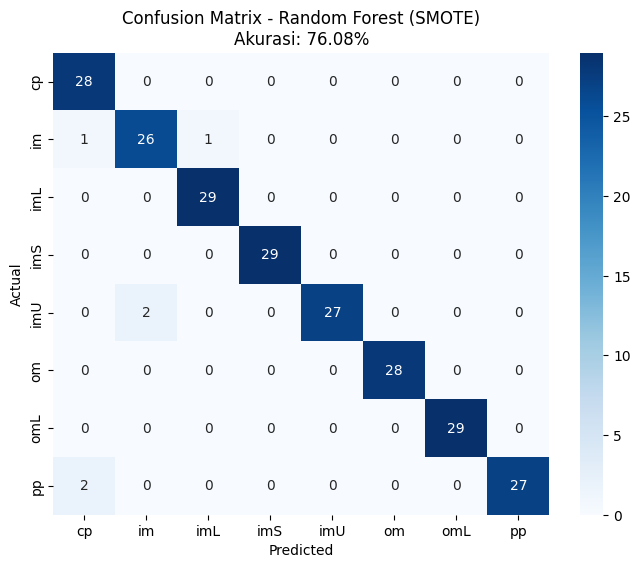 Confusion Matrix - Random Forest (SMOTE)
Akurasi: 76.08%
cp 28 0 0 0 0 0 0 0
im 1 26 1 0 0 0 0 0
imL 0 0 29 0 0 0 0 0
imS 0 0 0 29 0 0 0 0
imU 0 2 0 0 27 0 0 0
om 0 0 0 0 0 28 0 0
omL 0 0 0 0 0 0 29 0
pp 2 0 0 0 0 0 0 27
cp im imL imS imU om omL pp
Predicted
Actual
25
20
15
10
5
0